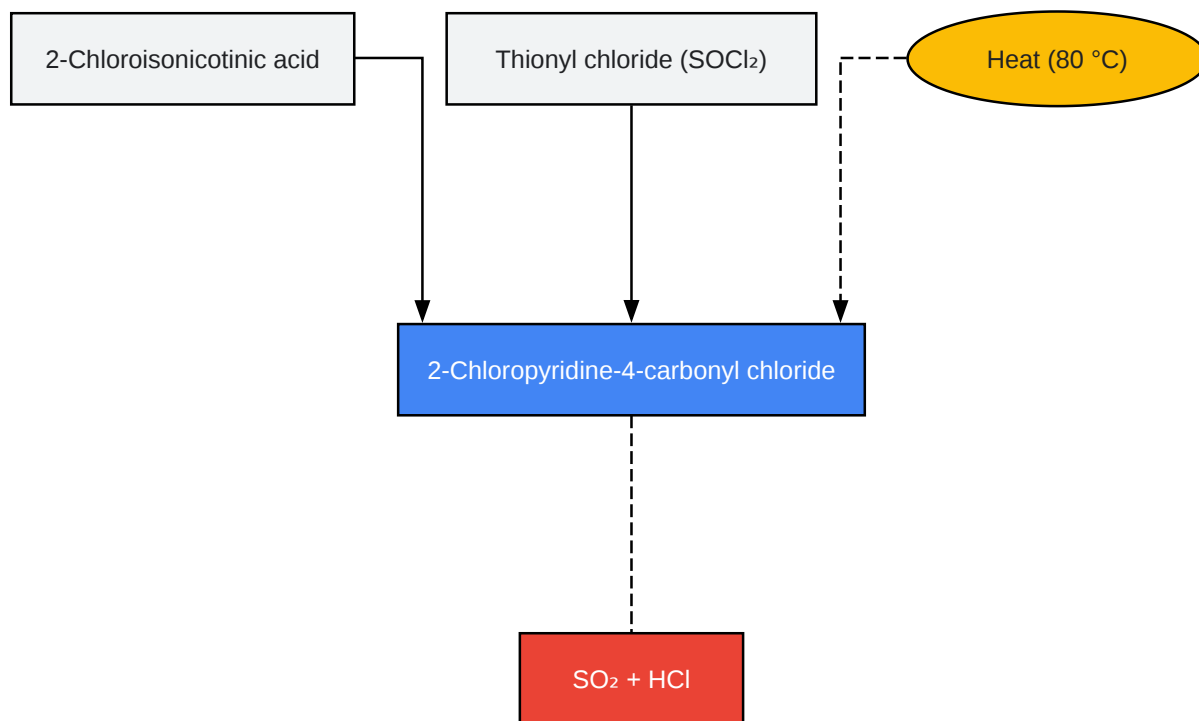 2-Chloroisonicotinic acid
Thionyl chloride (SOCl₂)
Heat (80 °C)
2-Chloropyridine-4-carbonyl chloride
SO₂ + HCl